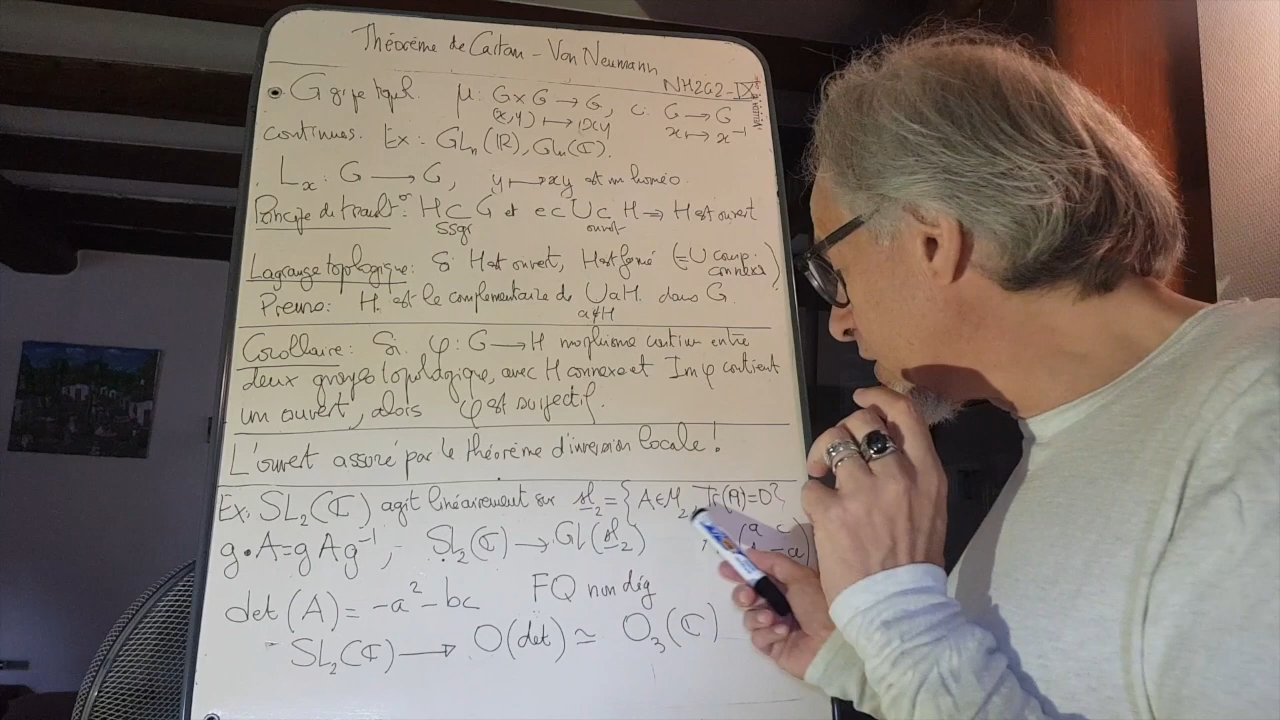 Théorème de Cartan - Von Neumann
NH2G2-IX
• G gpe topol. μ: G×G → G, c: G → G
(x,y) ⟼ xy x ⟼ x⁻¹
continues. Ex: GLn(ℝ), GLn(ℂ).
Lx: G → G, y ⟼ xy est un homéo.
Principe de : H ⊂ G et e ⊂ U ⊂ H ⇒ H est ouvert
ssgr ouvert
Lagrange topologique: Si H est ouvert, H est fermé (= U comp. connexes)
Preuve: H est le complémentaire de ∪aH dans G.
a∉H
Corollaire: Si φ: G → H morphisme continu entre
deux groupes topologique, avec H connexe et Im φ contient
un ouvert, alors φ est surjectif.
L'ouvert assuré par le théorème d'inversion locale!
Ex: SL₂(ℂ) agit linéairement sur sl₂ = {A∈M₂, Tr(A)=0}
g•A = gAg⁻¹, SL₂(ℂ) → Gl(sl₂)
(a c
-a)
det(A) = -a²-bc FQ non dég
SL₂(ℂ) → O(det) ≃ O₃(ℂ)
VELLEDA